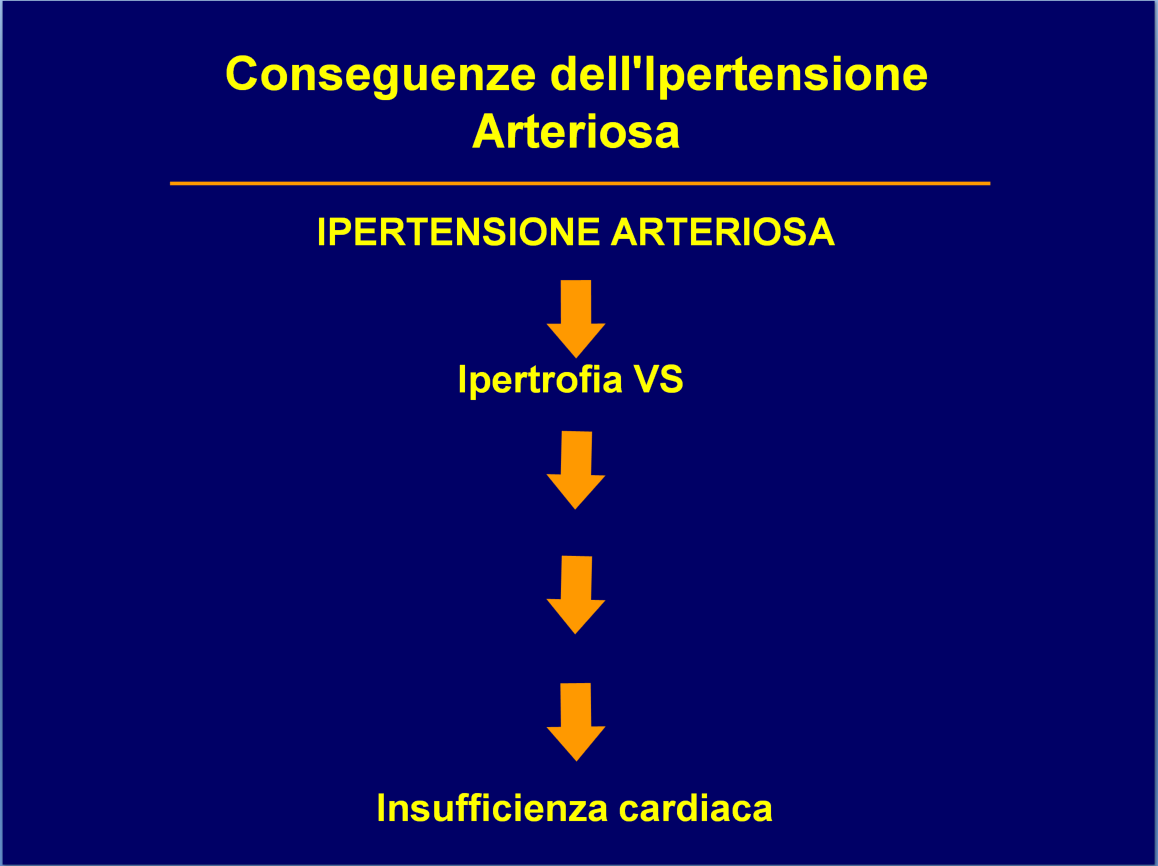 Conseguenze dell'Ipertensione
Arteriosa
IPERTENSIONE ARTERIOSA
Ipertrofia VS
Insufficienza cardiaca